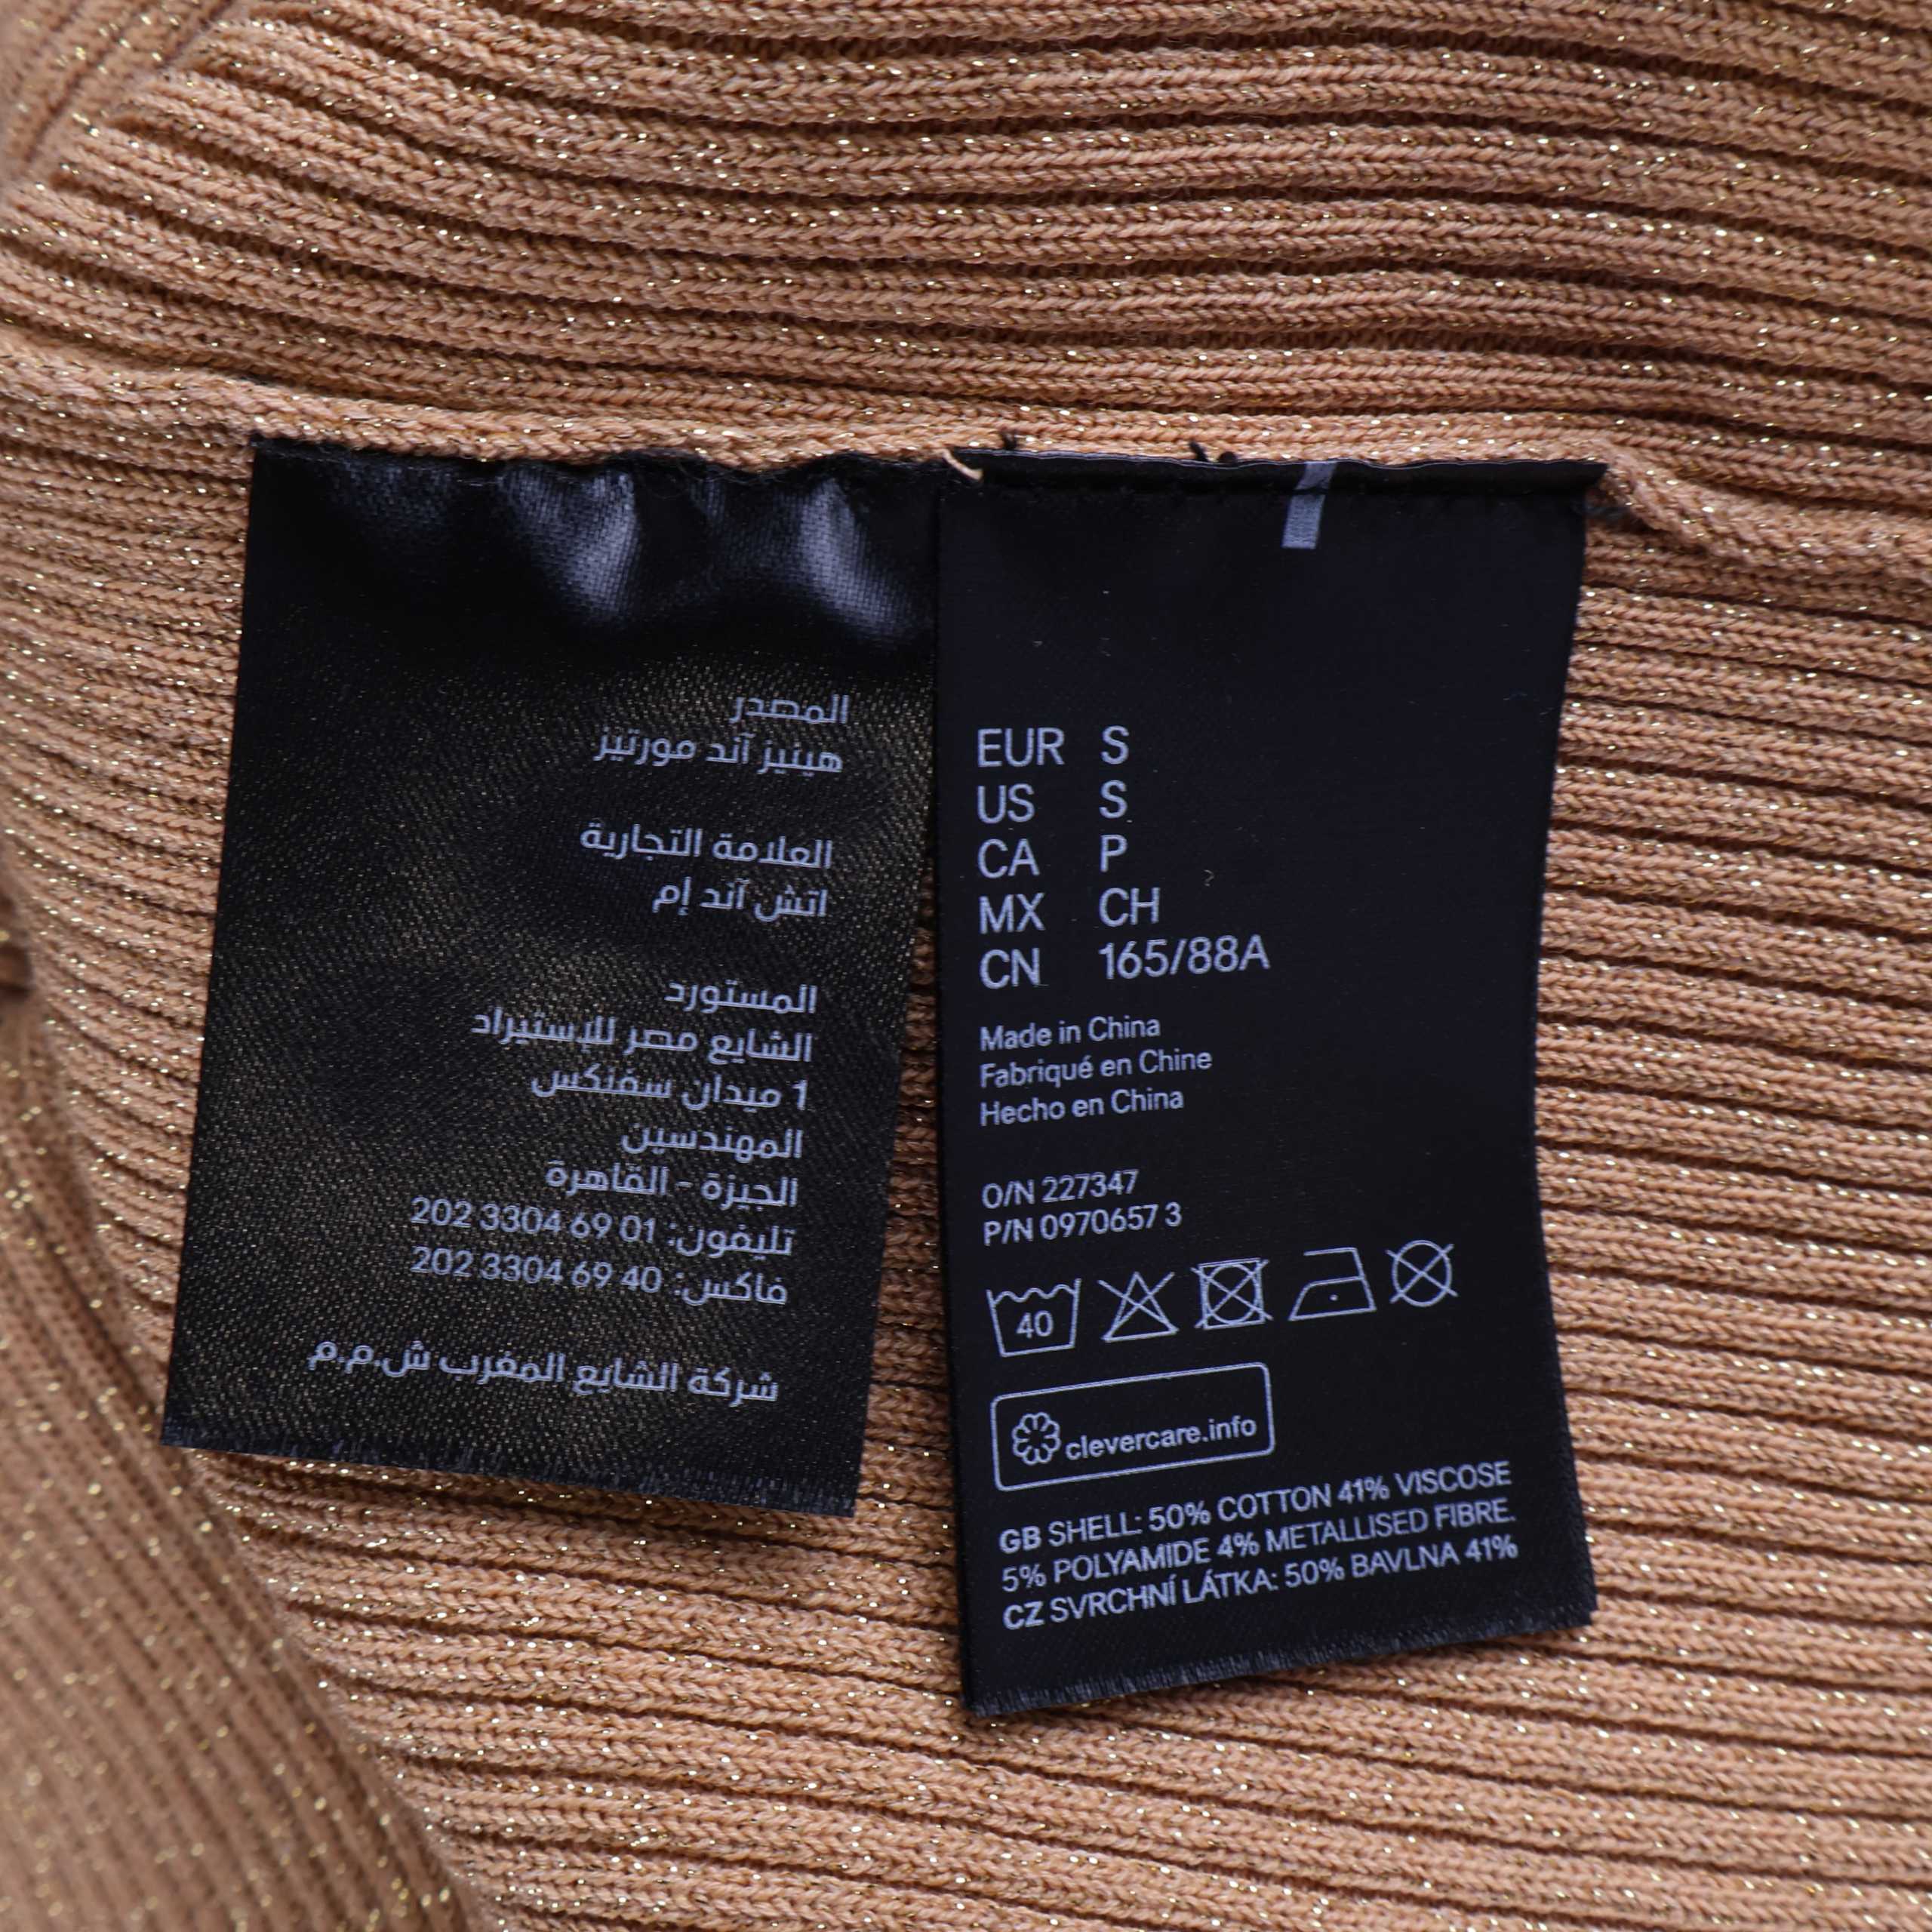 المصدر
هينيز آند مورتيز
العلامة التجارية
اتش آند إم
المستورد
الشايع مصر للإستيراد
1 ميدان سفنكس
المهندسين
الجيزة - القاهرة
تليفون: 202 3304 69 01
فاكس: 202 3304 69 40
شركة الشايع المغرب ش.م.م
EUR S
US S
CA P
MX CH
CN 165/88A
Made in China
Fabriqué en Chine
Hecho en China
O/N 227347
P/N 0970657 3
40
clevercare.info
GB SHELL: 50% COTTON 41% VISCOSE
5% POLYAMIDE 4% METALLISED FIBRE.
CZ SVRCHNÍ LÁTKA: 50% BAVLNA 41%